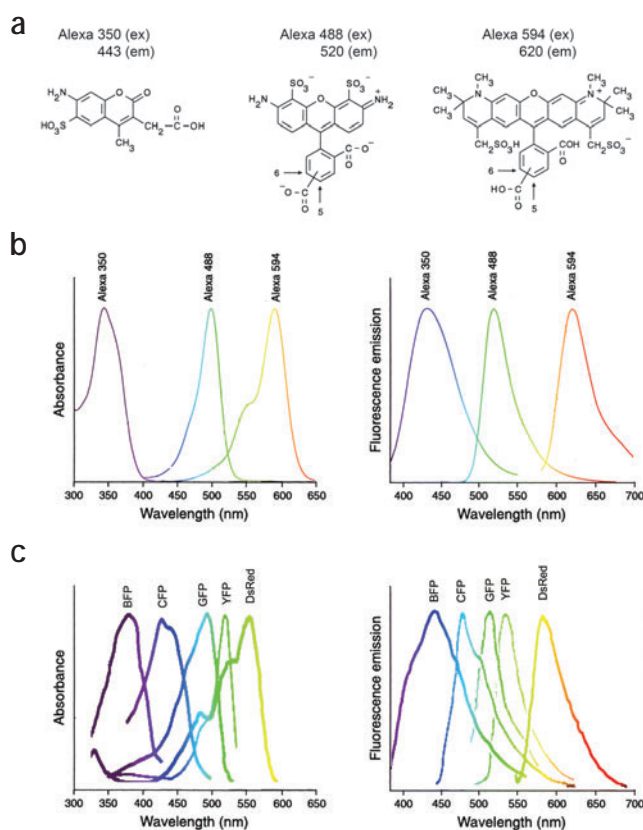 a
Alexa 350 (ex)
443 (em)
Alexa 488 (ex)
520 (em)
Alexa 594 (ex)
620 (em)
H₂N
O
O
HO₃S
CH₃
CH₂
C
O
OH
SO₃⁻
SO₃⁻
H₂N
O
NH₂
+
C
O⁻
O
6
⁻O
C
O
5
CH₃
N
O
CH₃
N⁺
H₃C
H₃C
CH₃
CH₃
CH₃
CH₃
CH₂SO₃H
CH₂SO₃⁻
C
OH
O
6
HO
C
O
5
b
Alexa 350
Alexa 488
Alexa 594
Absorbance
300 350 400 450 500 550 600 650
Wavelength (nm)
Alexa 350
Alexa 488
Alexa 594
Fluorescence emission
400 450 500 550 600 650 700
Wavelength (nm)
c
BFP
CFP
GFP
YFP
DsRed
Absorbance
300 350 400 450 500 550 600 650
Wavelength (nm)
BFP
CFP
GFP
YFP
DsRed
Fluorescence emission
400 450 500 550 600 650 700
Wavelength (nm)